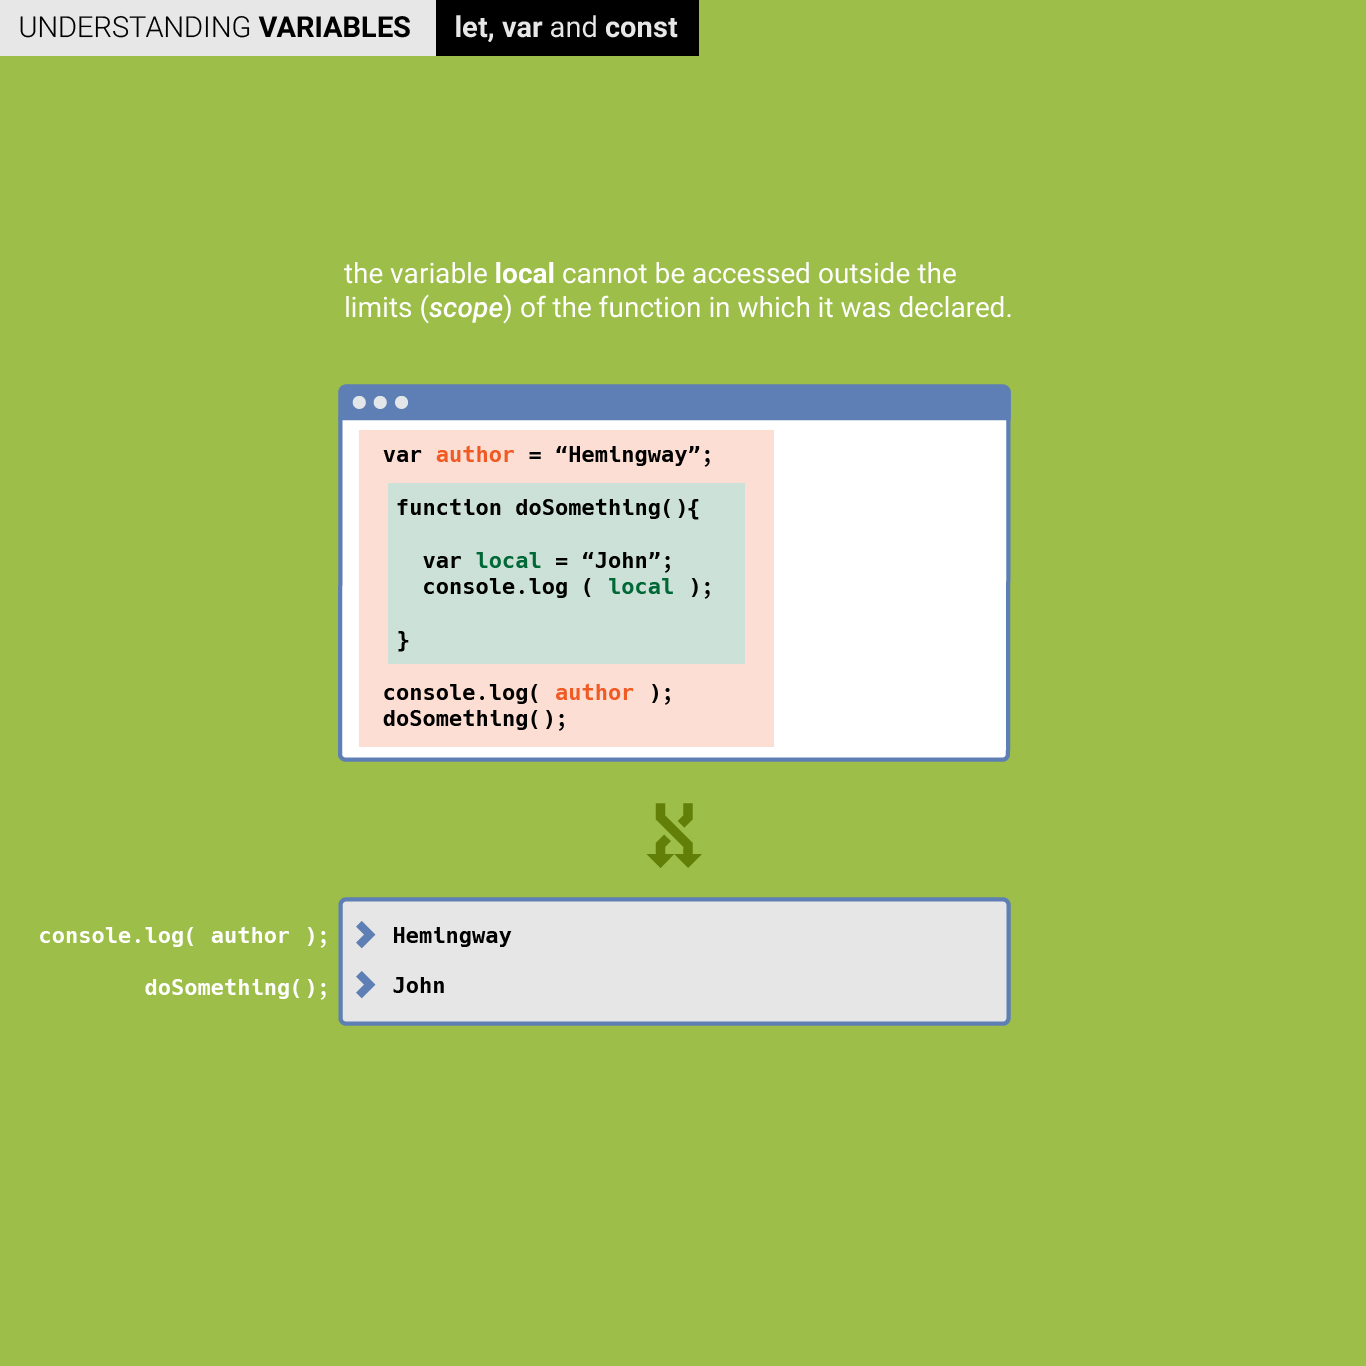 UNDERSTANDING VARIABLES let, var and const
the variable local cannot be accessed outside the
limits (scope) of the function in which it was declared.
var author = “Hemingway”;
function doSomething(){
var local = “John”;
console.log ( local );
}
console.log( author );
doSomething();
console.log( author ); Hemingway
doSomething(); John